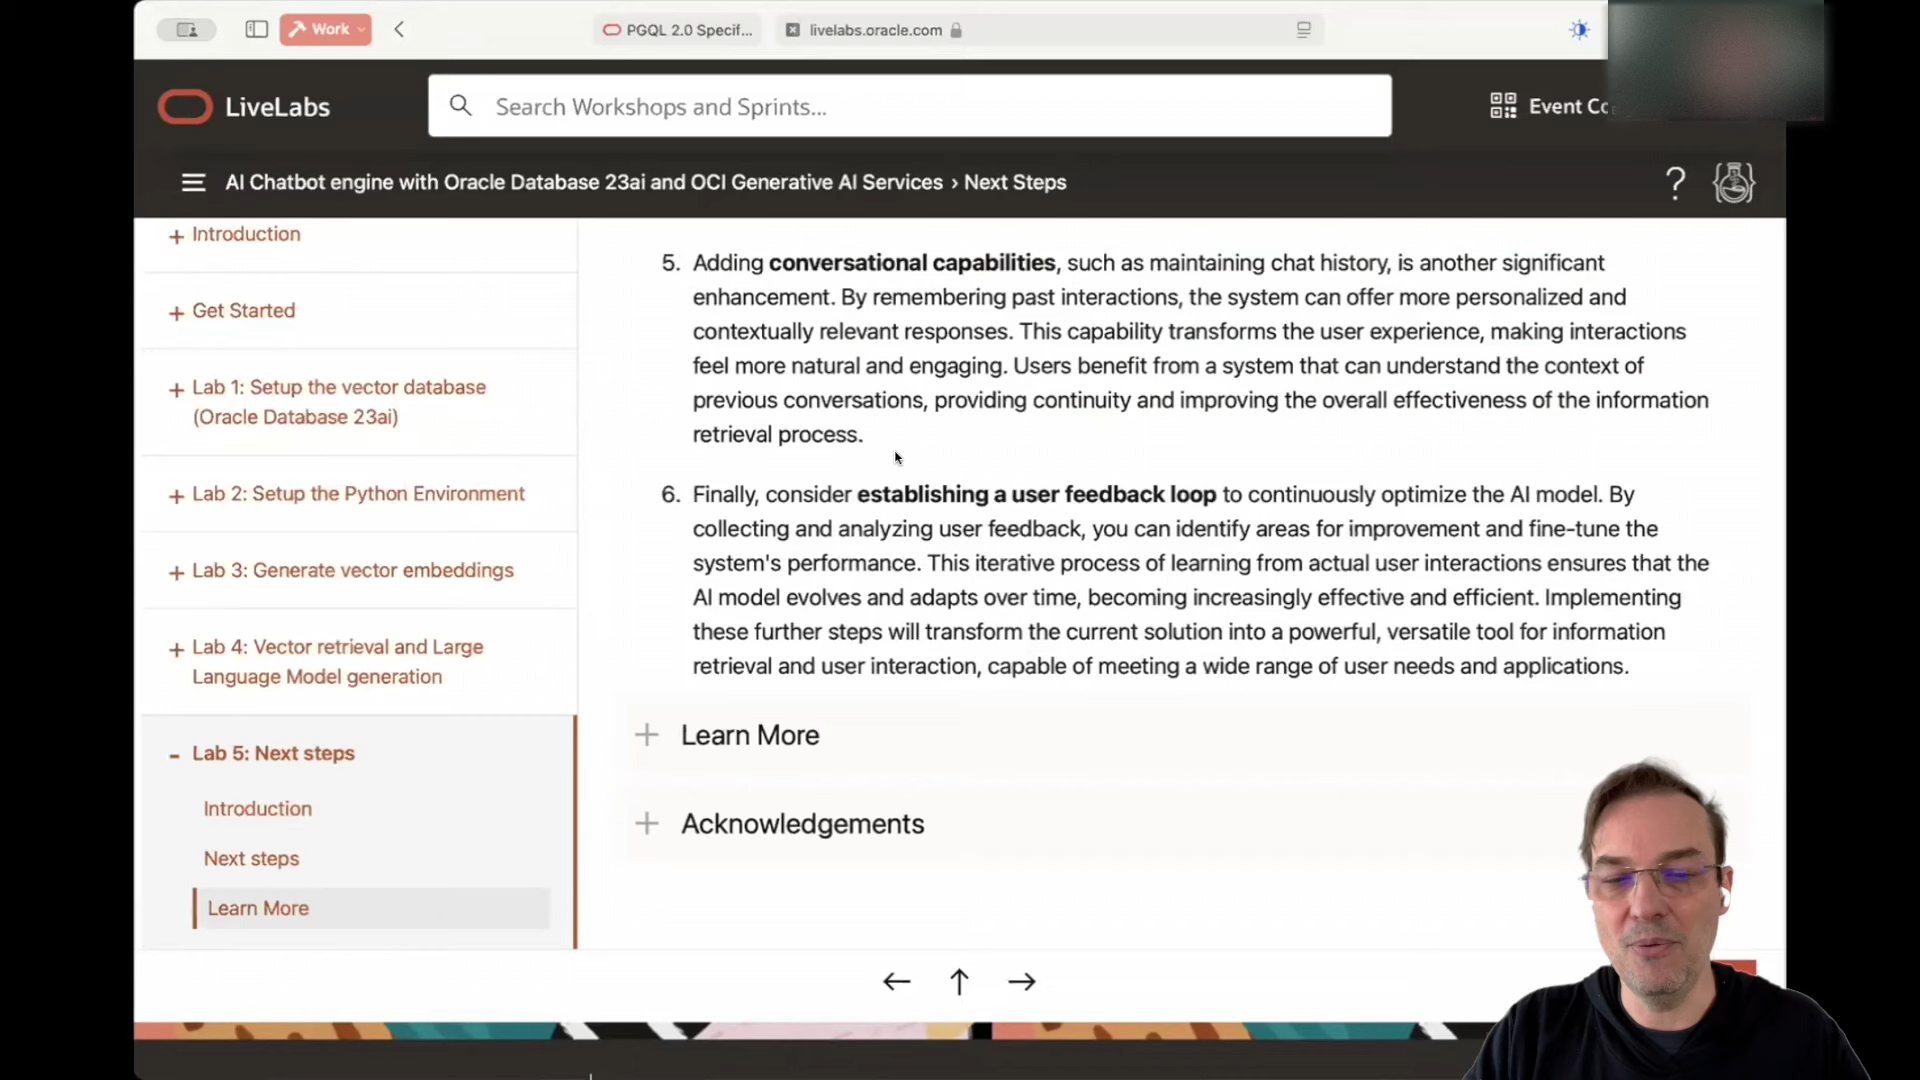 Work
PGQL 2.0 Specif...
livelabs.oracle.com
LiveLabs
Search Workshops and Sprints...
Event Co
AI Chatbot engine with Oracle Database 23ai and OCI Generative AI Services › Next Steps
?
+ Introduction
+ Get Started
+ Lab 1: Setup the vector database
(Oracle Database 23ai)
+ Lab 2: Setup the Python Environment
+ Lab 3: Generate vector embeddings
+ Lab 4: Vector retrieval and Large
Language Model generation
- Lab 5: Next steps
Introduction
Next steps
Learn More
5. Adding conversational capabilities, such as maintaining chat history, is another significant
enhancement. By remembering past interactions, the system can offer more personalized and
contextually relevant responses. This capability transforms the user experience, making interactions
feel more natural and engaging. Users benefit from a system that can understand the context of
previous conversations, providing continuity and improving the overall effectiveness of the information
retrieval process.
6. Finally, consider establishing a user feedback loop to continuously optimize the AI model. By
collecting and analyzing user feedback, you can identify areas for improvement and fine-tune the
system's performance. This iterative process of learning from actual user interactions ensures that the
AI model evolves and adapts over time, becoming increasingly effective and efficient. Implementing
these further steps will transform the current solution into a powerful, versatile tool for information
retrieval and user interaction, capable of meeting a wide range of user needs and applications.
+ Learn More
+ Acknowledgements